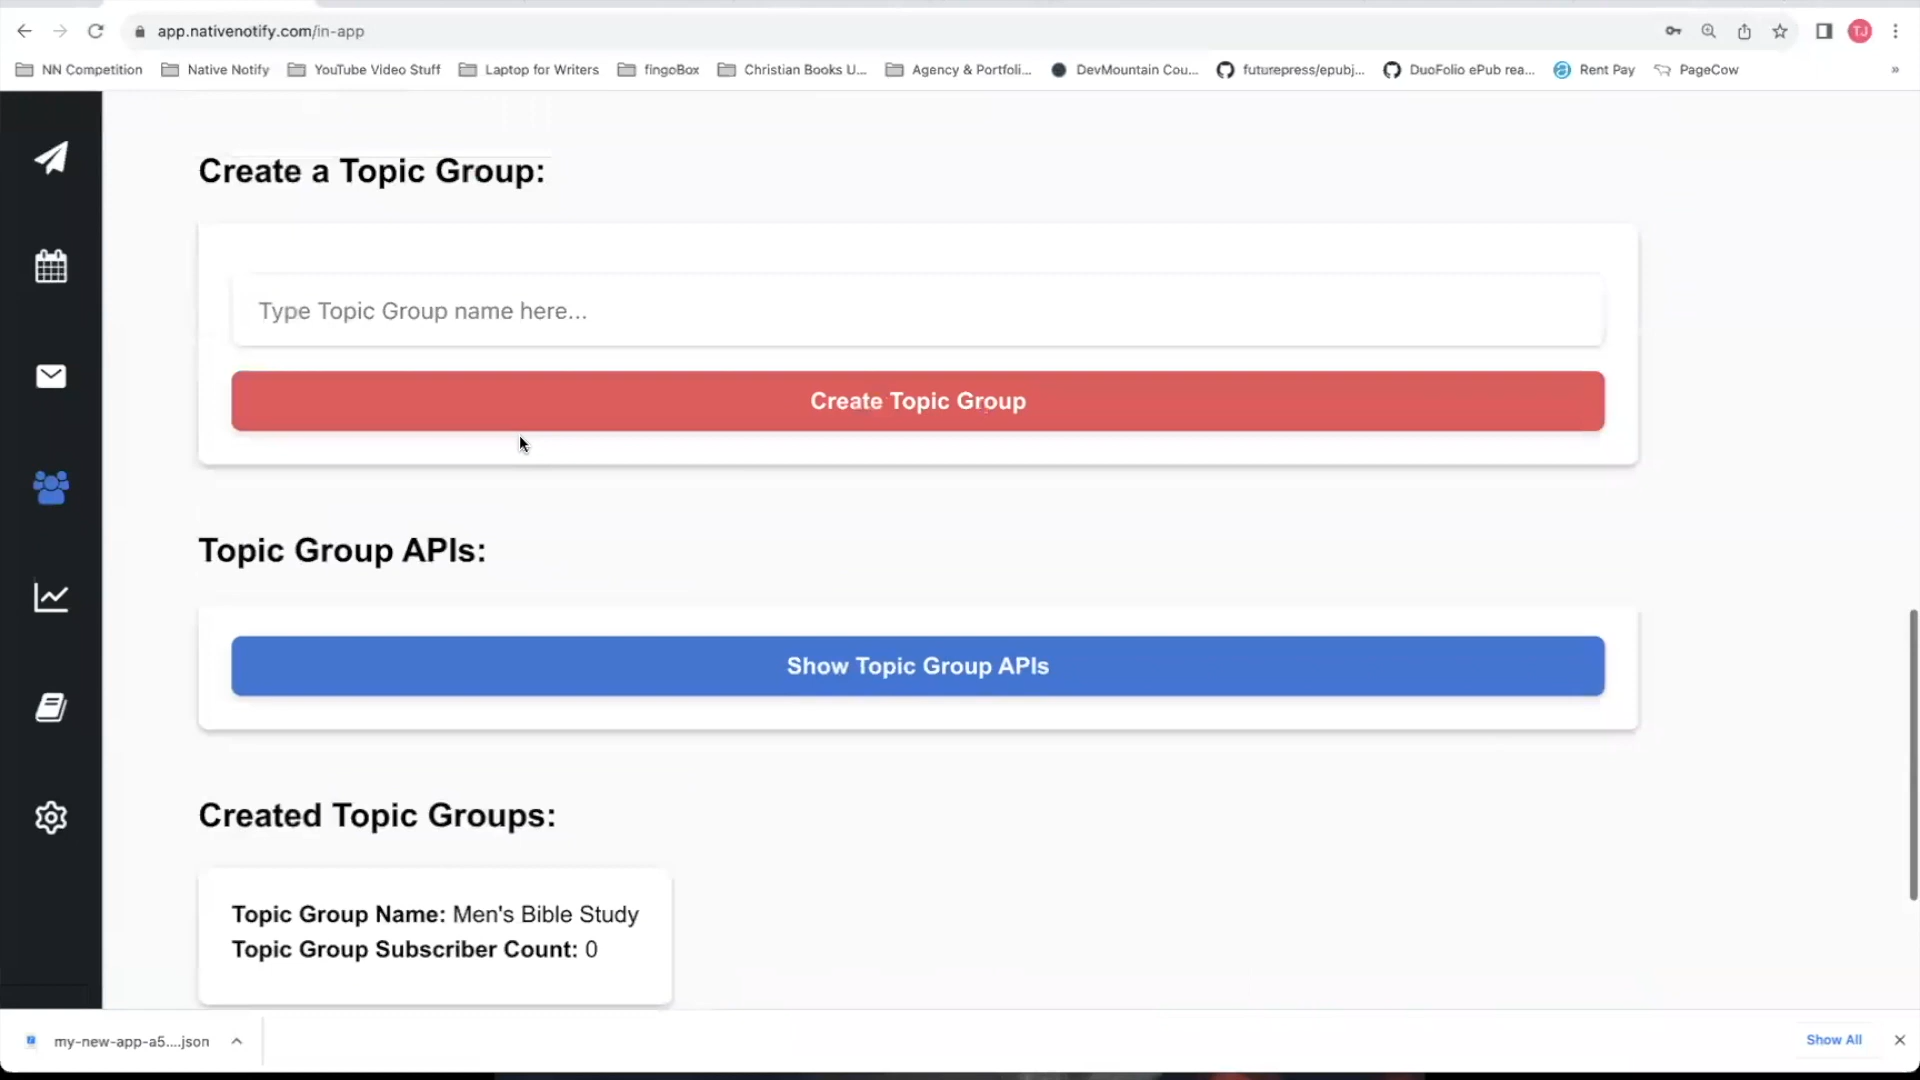 app.nativenotify.com/in-app
TJ
NN Competition
Native Notify
YouTube Video Stuff
Laptop for Writers
fingoBox
Christian Books U...
Agency & Portfoli...
DevMountain Cou...
futurepress/epubj...
DuoFolio ePub rea...
Rent Pay
PageCow
»
Create a Topic Group:
Type Topic Group name here...
Create Topic Group
Topic Group APIs:
Show Topic Group APIs
Created Topic Groups:
Topic Group Name: Men's Bible Study
Topic Group Subscriber Count: 0
my-new-app-a5....json
Show All